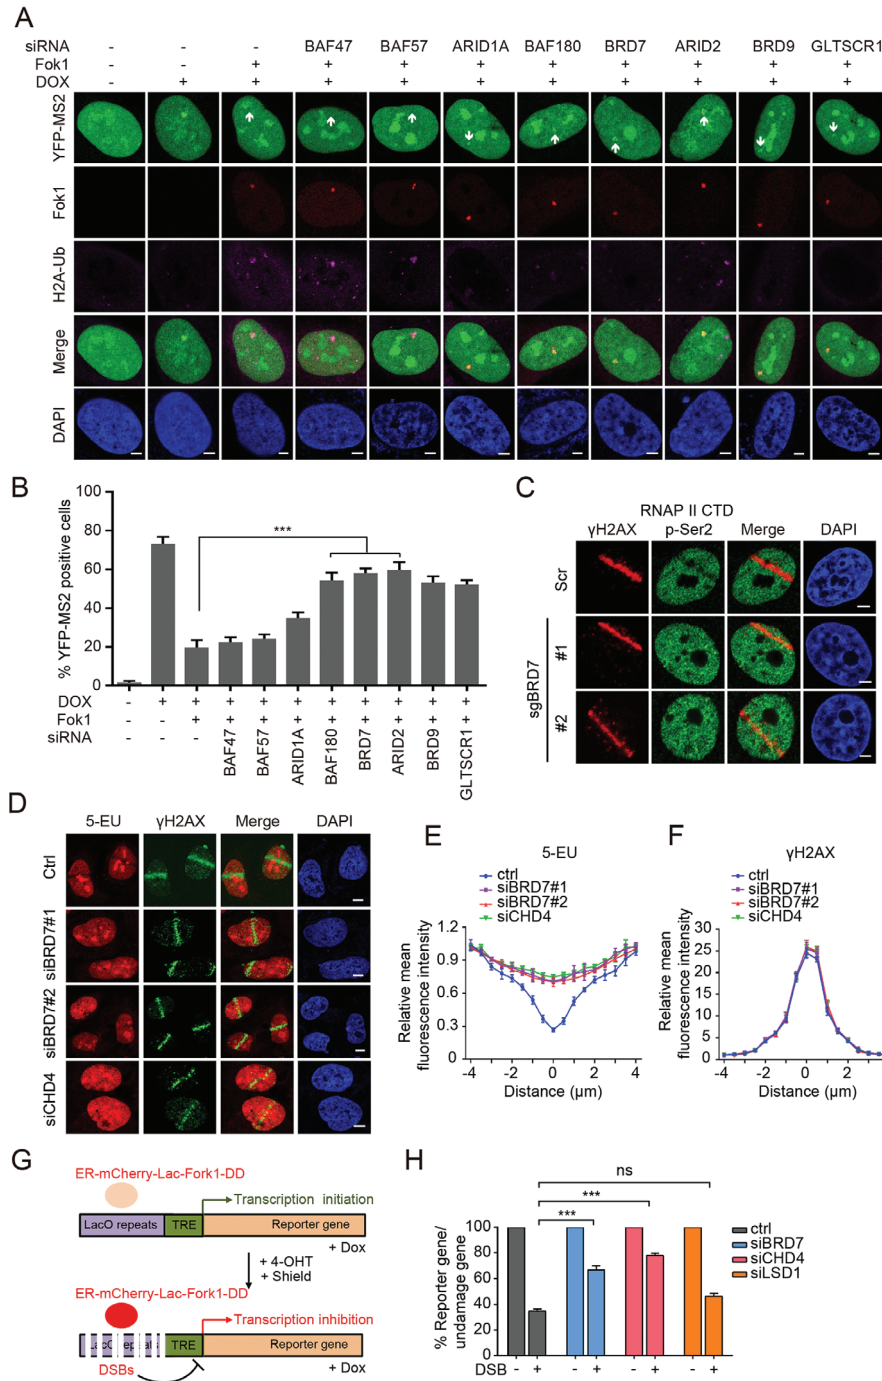 A
siRNA - - - BAF47 BAF57 ARID1A BAF180 BRD7 ARID2 BRD9 GLTSCR1
Fok1 - - + + + + + + + + +
DOX - + + + + + + + + + +
YFP-MS2
Fok1
H2A-Ub
Merge
DAPI
B
% YFP-MS2 positive cells
100
80
60
40
20
0
***
DOX - + + + + + + + + + +
Fok1 - - + + + + + + + + +
siRNA - - - BAF47 BAF57 ARID1A BAF180 BRD7 ARID2 BRD9 GLTSCR1
C
RNAP II CTD
γH2AX p-Ser2 Merge DAPI
Scr
sgBRD7
#1
#2
D
5-EU γH2AX Merge DAPI
Ctrl
siBRD7#1
siBRD7#2
siCHD4
E
5-EU
ctrl
siBRD7#1
siBRD7#2
siCHD4
Relative mean
fluorescence intensity
1.2
0.9
0.6
0.3
0
-4 -2 0 2 4
Distance (μm)
F
γH2AX
ctrl
siBRD7#1
siBRD7#2
siCHD4
Relative mean
fluorescence intensity
30
25
20
15
10
5
0
-4 -2 0 2
Distance (μm)
G
ER-mCherry-Lac-Fork1-DD
Transcription initiation
LacO repeats TRE Reporter gene
+ Dox
+ 4-OHT
+ Shield
ER-mCherry-Lac-Fork1-DD
Transcription inhibition
LacO repeats TRE Reporter gene
DSBs
+ Dox
H
ns
***
***
ctrl
siBRD7
siCHD4
siLSD1
% Reporter gene/
undamage gene
100
80
60
40
20
0
DSB - + - + - + - +